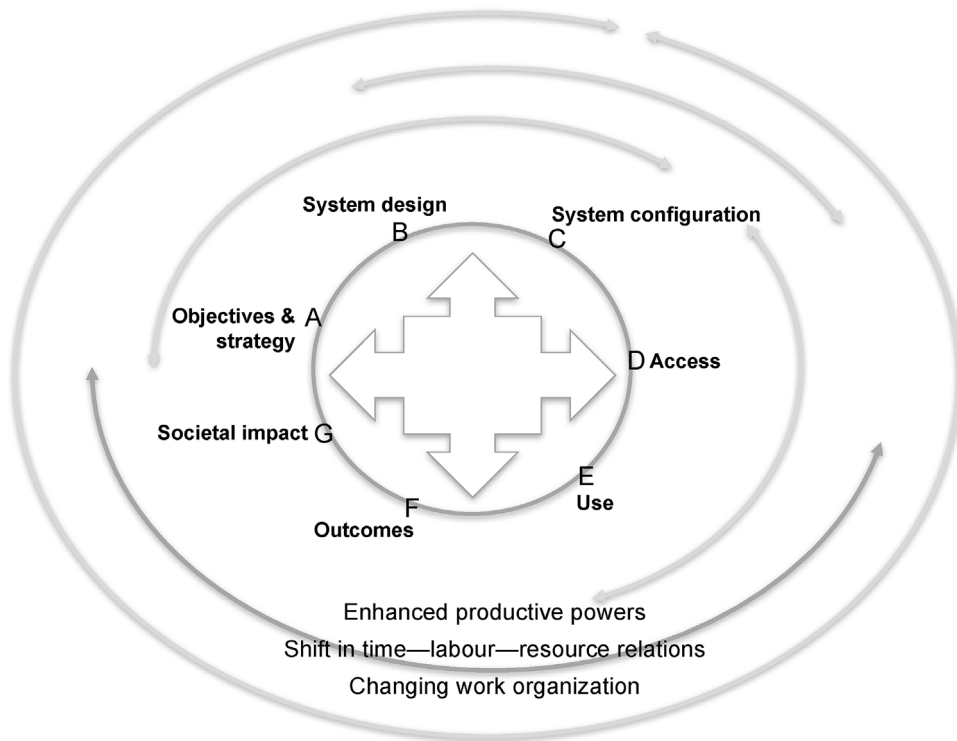 System design
B
System configuration
C
Objectives &
strategy
A
D Access
Societal impact G
E
Use
F
Outcomes
Enhanced productive powers
Shift in time—labour—resource relations
Changing work organization